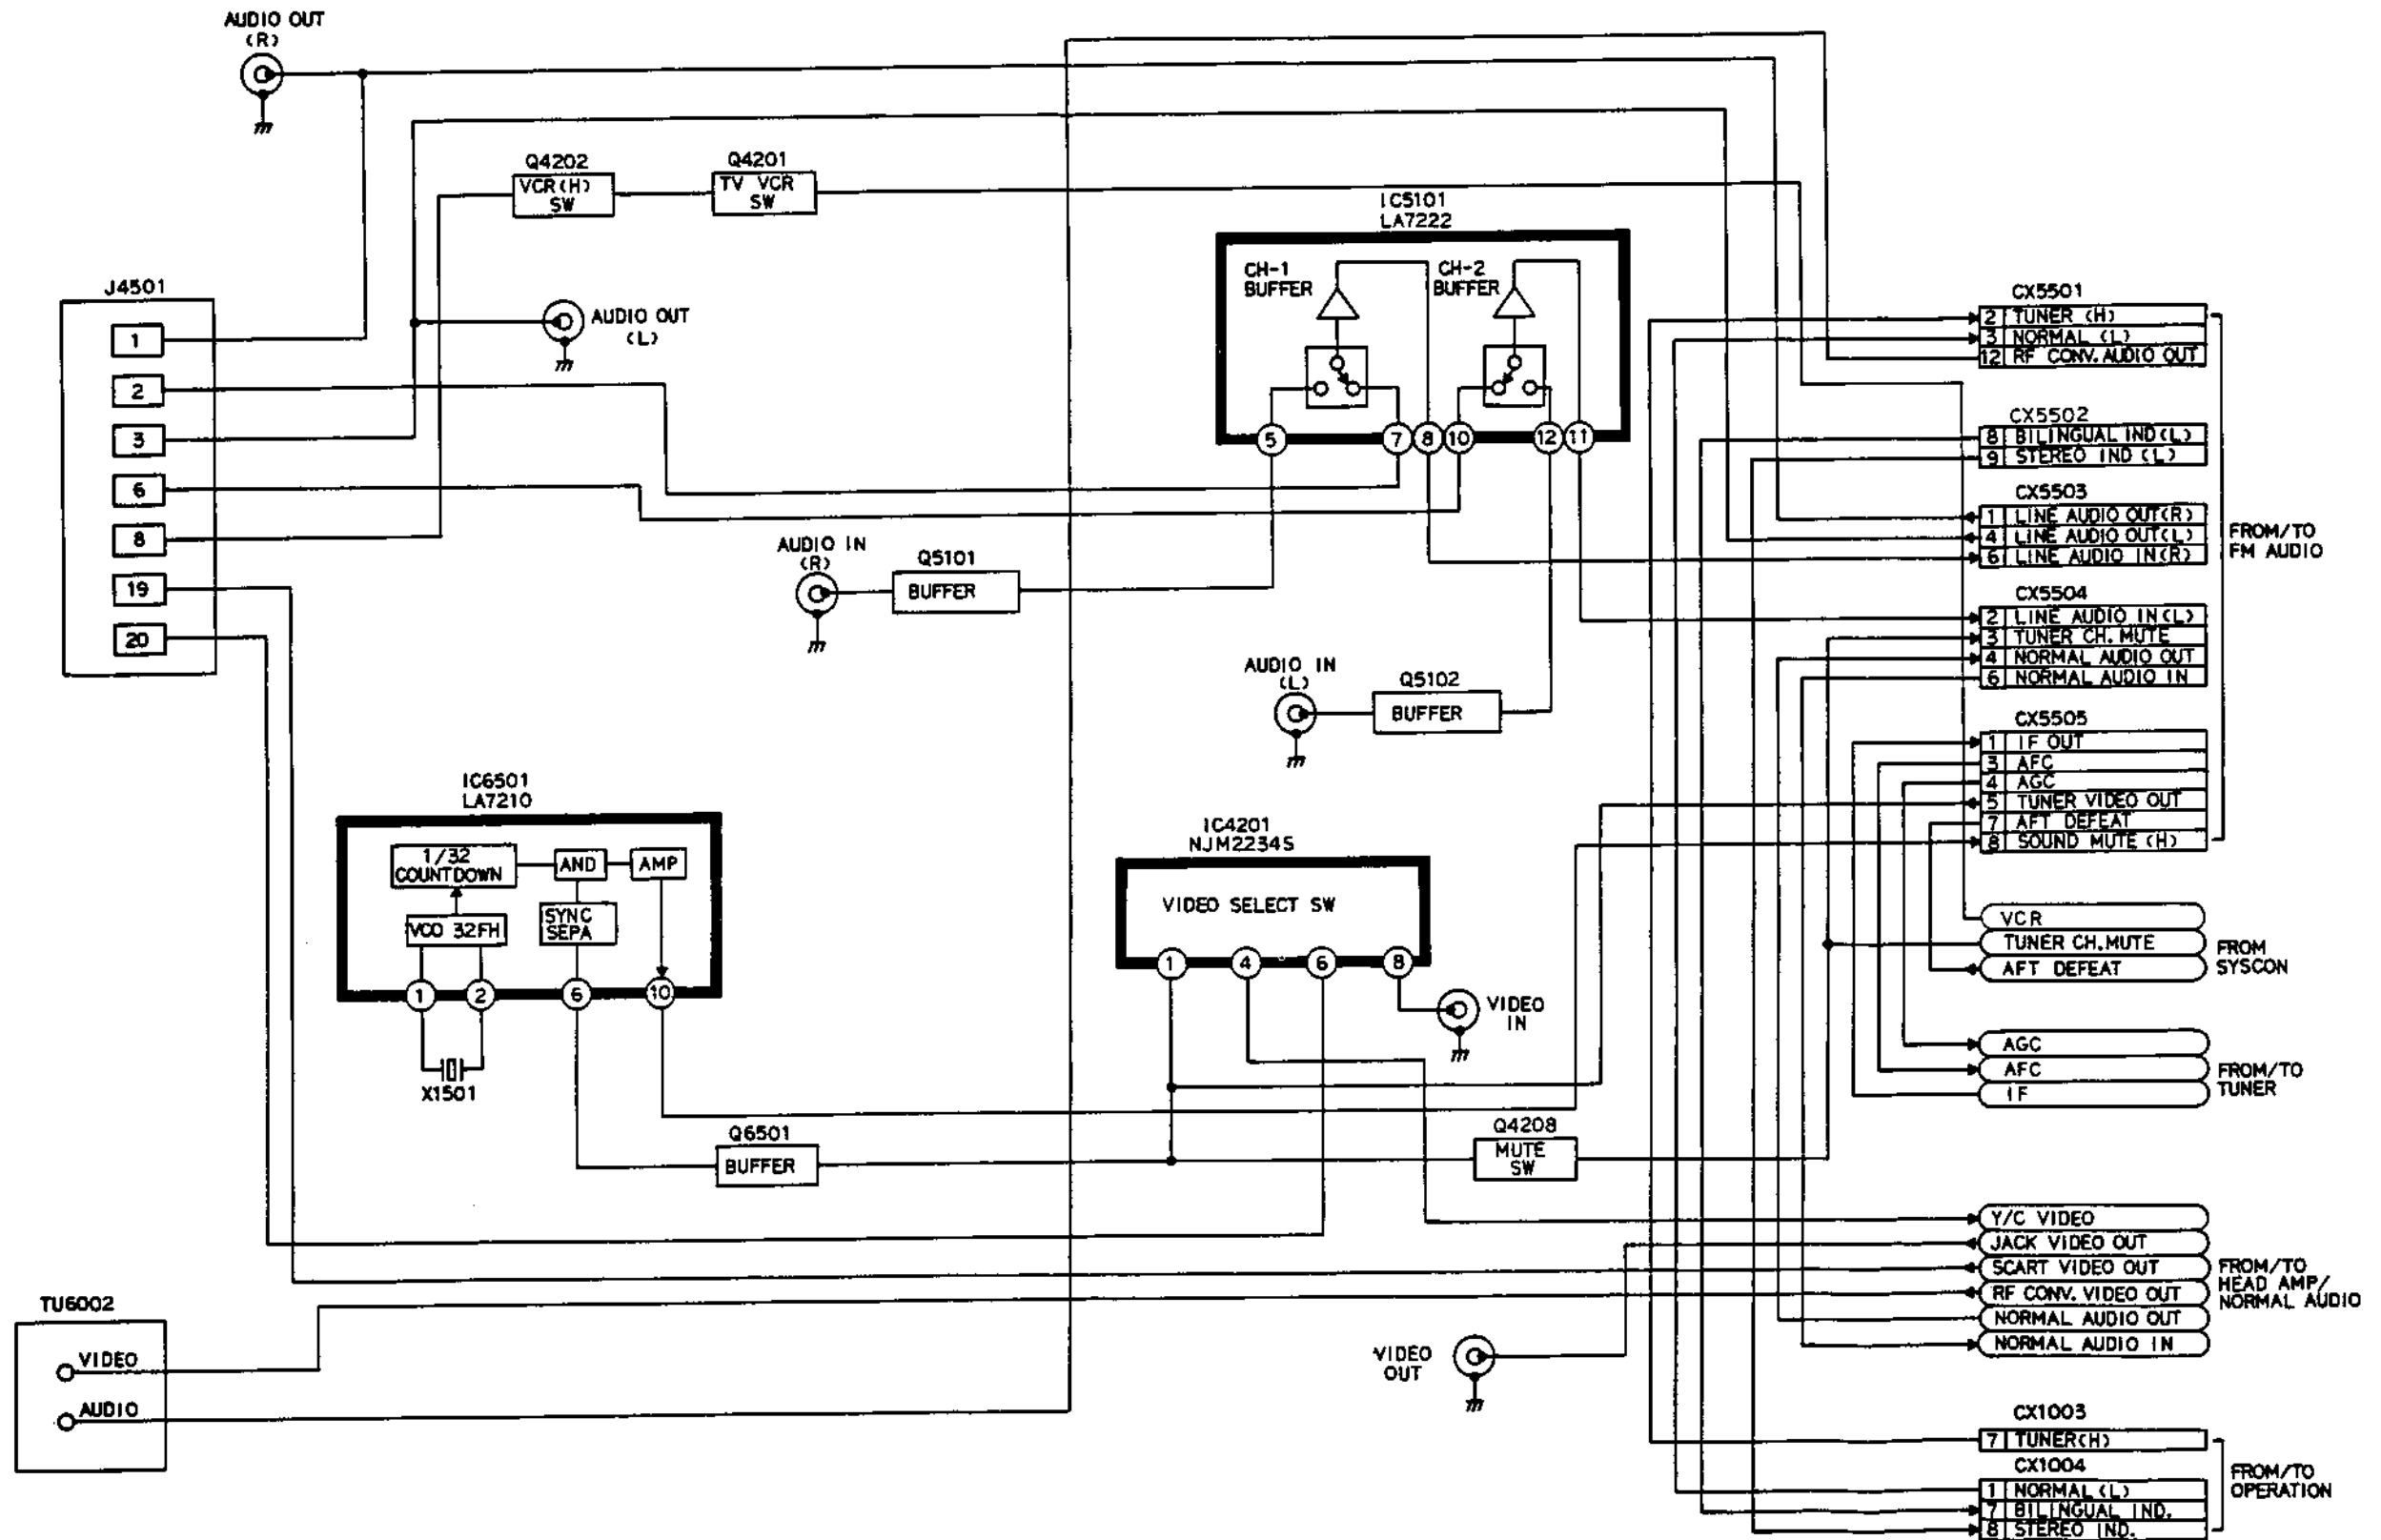 AUDIO OUT
(R)
Q4202
VCR(H)
SW
Q4201
TV VCR
SW
IC5101
LA7222
CH-1
BUFFER
CH-2
BUFFER
5
7
8
10
12
11
J4501
1
2
3
6
8
19
20
AUDIO OUT
(L)
AUDIO IN
(R)
Q5101
BUFFER
AUDIO IN
(L)
Q5102
BUFFER
IC6501
LA7210
1/32
COUNTDOWN
AND
AMP
VCO 32FH
SYNC
SEPA
1
2
6
10
X1501
IC4201
NJM2234S
VIDEO SELECT SW
1
4
6
8
VIDEO
IN
Q6501
BUFFER
Q4208
MUTE
SW
TU6002
VIDEO
AUDIO
VIDEO
OUT
CX5501
2 TUNER (H)
3 NORMAL (L)
12 RF CONV.AUDIO OUT
CX5502
8 BILINGUAL IND(L)
9 STEREO IND (L)
CX5503
1 LINE AUDIO OUT(R)
4 LINE AUDIO OUT(L)
6 LINE AUDIO IN(R)
FROM/TO
FM AUDIO
CX5504
2 LINE AUDIO IN(L)
3 TUNER CH.MUTE
4 NORMAL AUDIO OUT
6 NORMAL AUDIO IN
CX5505
1 IF OUT
3 AFC
4 AGC
5 TUNER VIDEO OUT
7 AFT DEFEAT
8 SOUND MUTE (H)
VCR
TUNER CH.MUTE
AFT DEFEAT
FROM
SYSCON
AGC
AFC
IF
FROM/TO
TUNER
Y/C VIDEO
JACK VIDEO OUT
SCART VIDEO OUT
RF CONV. VIDEO OUT
NORMAL AUDIO OUT
NORMAL AUDIO IN
FROM/TO
HEAD AMP/
NORMAL AUDIO
CX1003
7 TUNER(H)
CX1004
1 NORMAL (L)
7 BILINGUAL IND.
8 STEREO IND.
FROM/TO
OPERATION